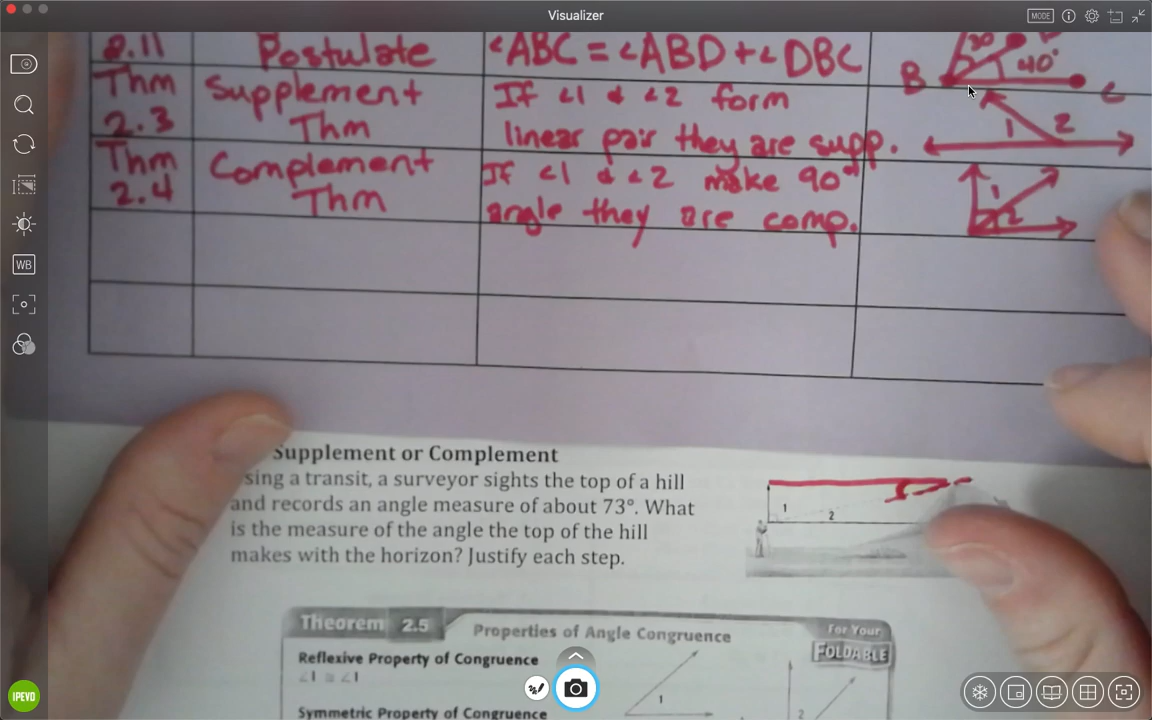 Visualizer
MODE
2.11 Postulate ∠ABC = ∠ABD + ∠DBC
B 40° C
Thm 2.3 Supplement Thm If ∠1 & ∠2 form linear pair they are supp. 1 2
Thm 2.4 Complement Thm If ∠1 & ∠2 make 90° angle they are comp. 1 2
WB
Supplement or Complement
sing a transit, a surveyor sights the top of a hill
and records an angle measure of about 73°. What
is the measure of the angle the top of the hill
makes with the horizon? Justify each step.
1
2
Theorem 2.5 Properties of Angle Congruence
For Your
FOLDABLE
Reflexive Property of Congruence
∠1 ≅ ∠1
1
Symmetric Property of Congruence
2
IPEVO